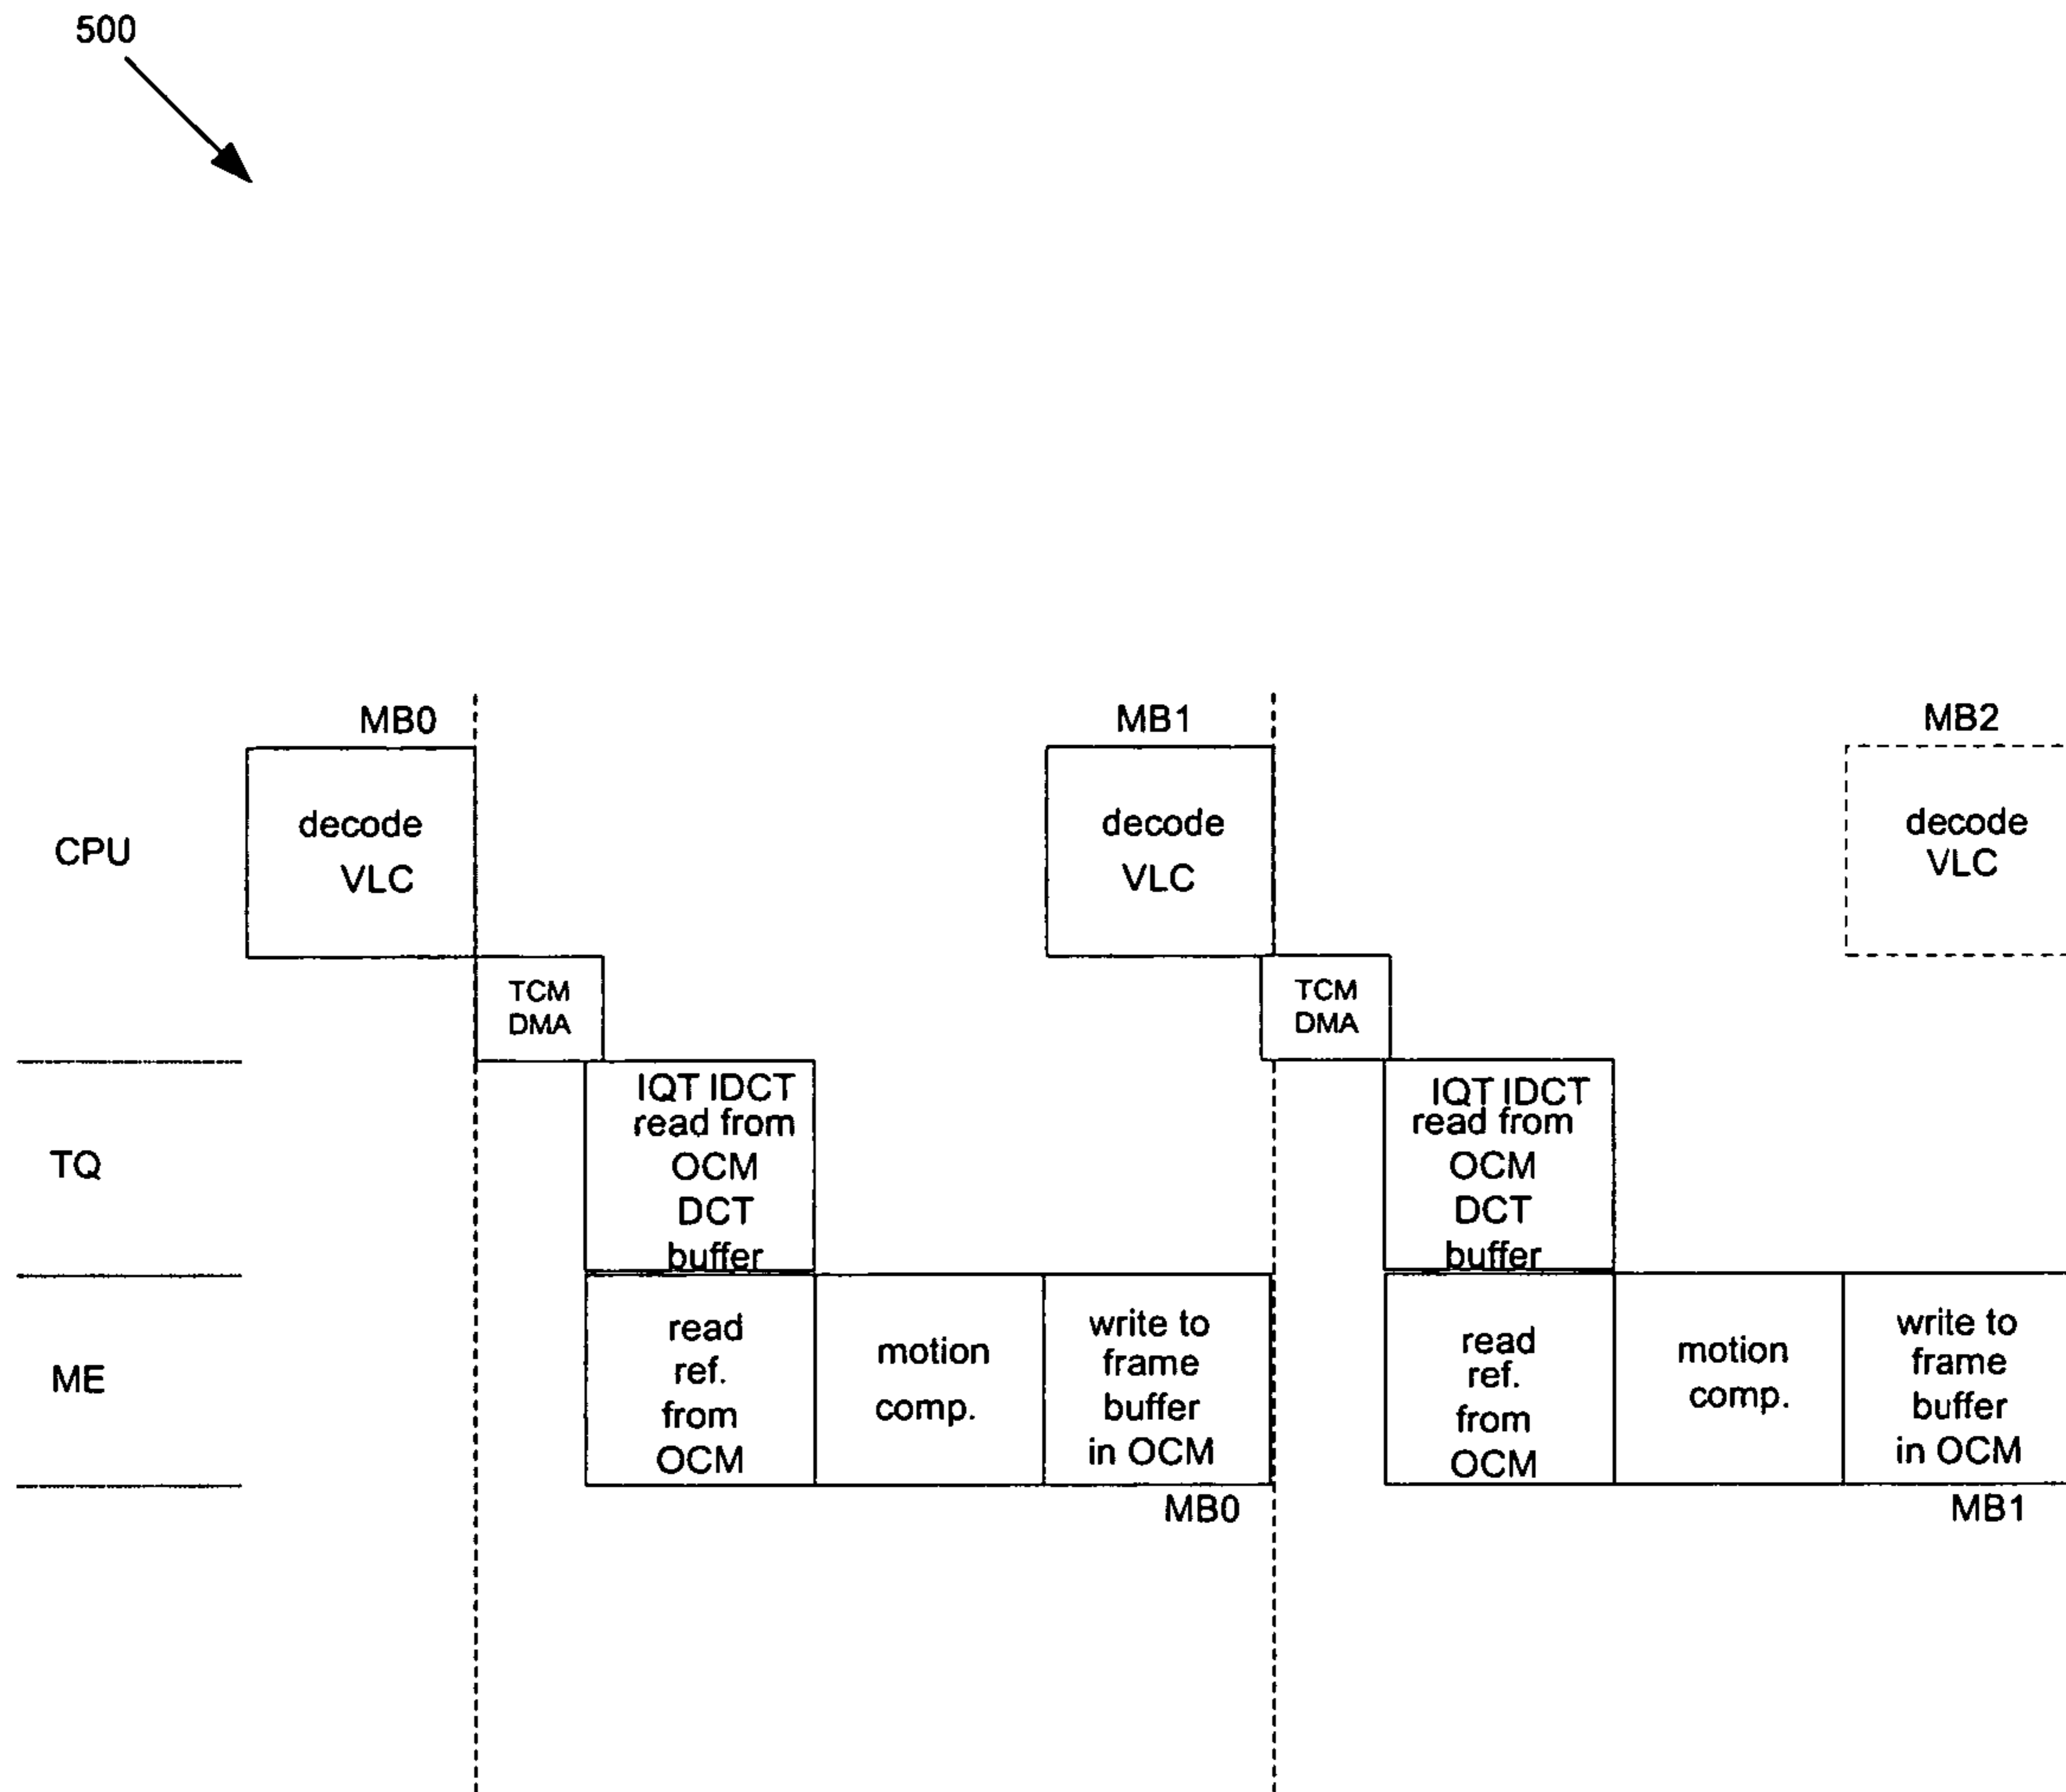 500
MB0
MB1
MB2
CPU
decode
VLC
decode
VLC
decode
VLC
TCM
DMA
TCM
DMA
TQ
IQT IDCT
read from
OCM
DCT
buffer
IQT IDCT
read from
OCM
DCT
buffer
ME
read
ref.
from
OCM
motion
comp.
write to
frame
buffer
in OCM
read
ref.
from
OCM
motion
comp.
write to
frame
buffer
in OCM
MB0
MB1